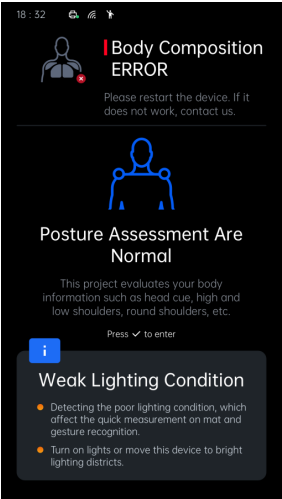 18 : 32
Body Composition
ERROR
Please restart the device. If it
does not work, contact us.
Posture Assessment Are
Normal
This project evaluates your body
information such as head cue, high and
low shoulders, round shoulders, etc.
Press ✓ to enter
i
Weak Lighting Condition
Detecting the poor lighting condition, which
affect the quick measurement on mat and
gesture recognition.
Turn on lights or move this device to bright
lighting districts.